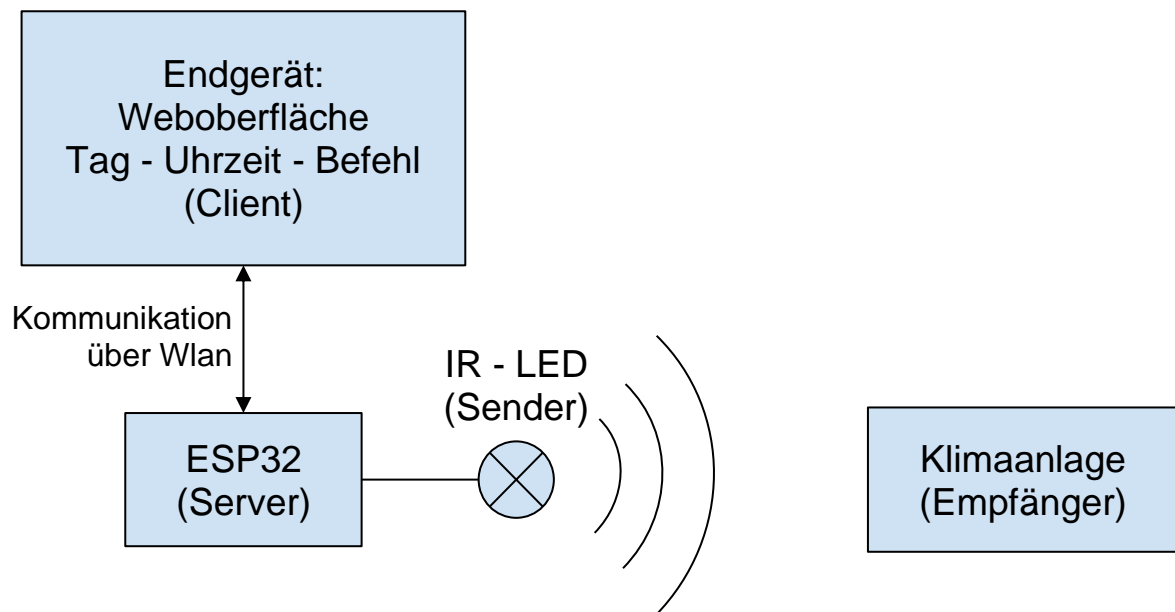 Endgerät:
Weboberfläche
Tag - Uhrzeit - Befehl
(Client)
Kommunikation
über Wlan
IR - LED
(Sender)
ESP32
(Server)
Klimaanlage
(Empfänger)